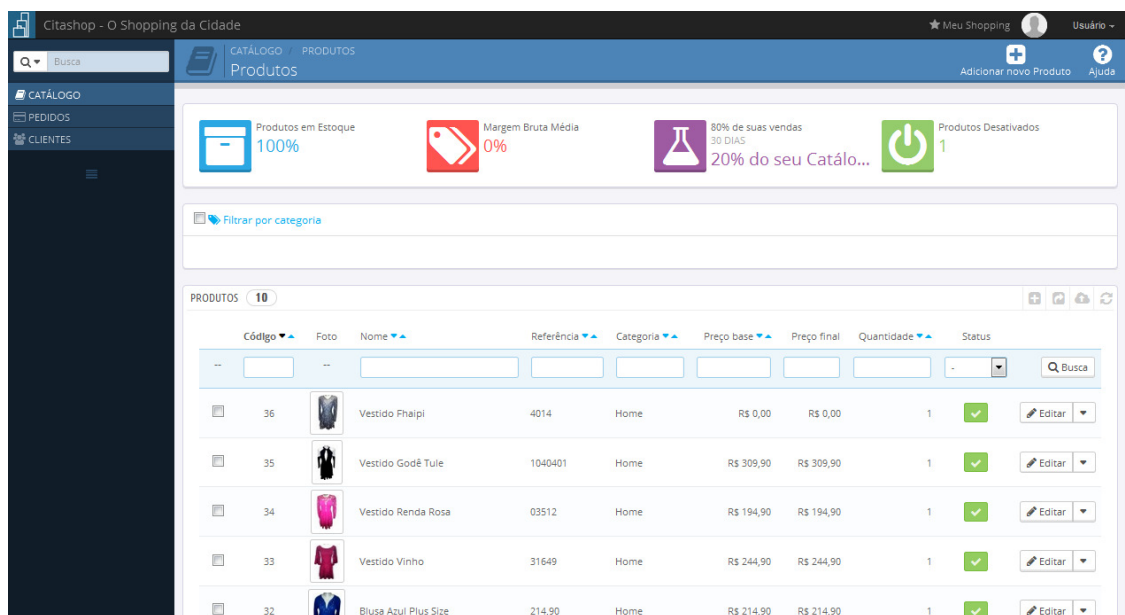 Citashop - O Shopping da Cidade
Meu Shopping
Usuário
Busca
CATÁLOGO / PRODUTOS
Produtos
Adicionar novo Produto
Ajuda
CATÁLOGO
PEDIDOS
CLIENTES
Produtos em Estoque
100%
Margem Bruta Média
0%
80% de suas vendas
30 DIAS
20% do seu Catálo...
Produtos Desativados
1
Filtrar por categoria
PRODUTOS 10
Código Foto Nome Referência Categoria Preço base Preço final Quantidade Status
-- -- - Busca
36 Vestido Fhaipi 4014 Home R$ 0,00 R$ 0,00 1 Editar
35 Vestido Godê Tule 1040401 Home R$ 309,90 R$ 309,90 1 Editar
34 Vestido Renda Rosa 03512 Home R$ 194,90 R$ 194,90 1 Editar
33 Vestido Vinho 31649 Home R$ 244,90 R$ 244,90 1 Editar
32 Blusa Azul Plus Size 214.90 Home R$ 214,90 R$ 214,90 1 Editar